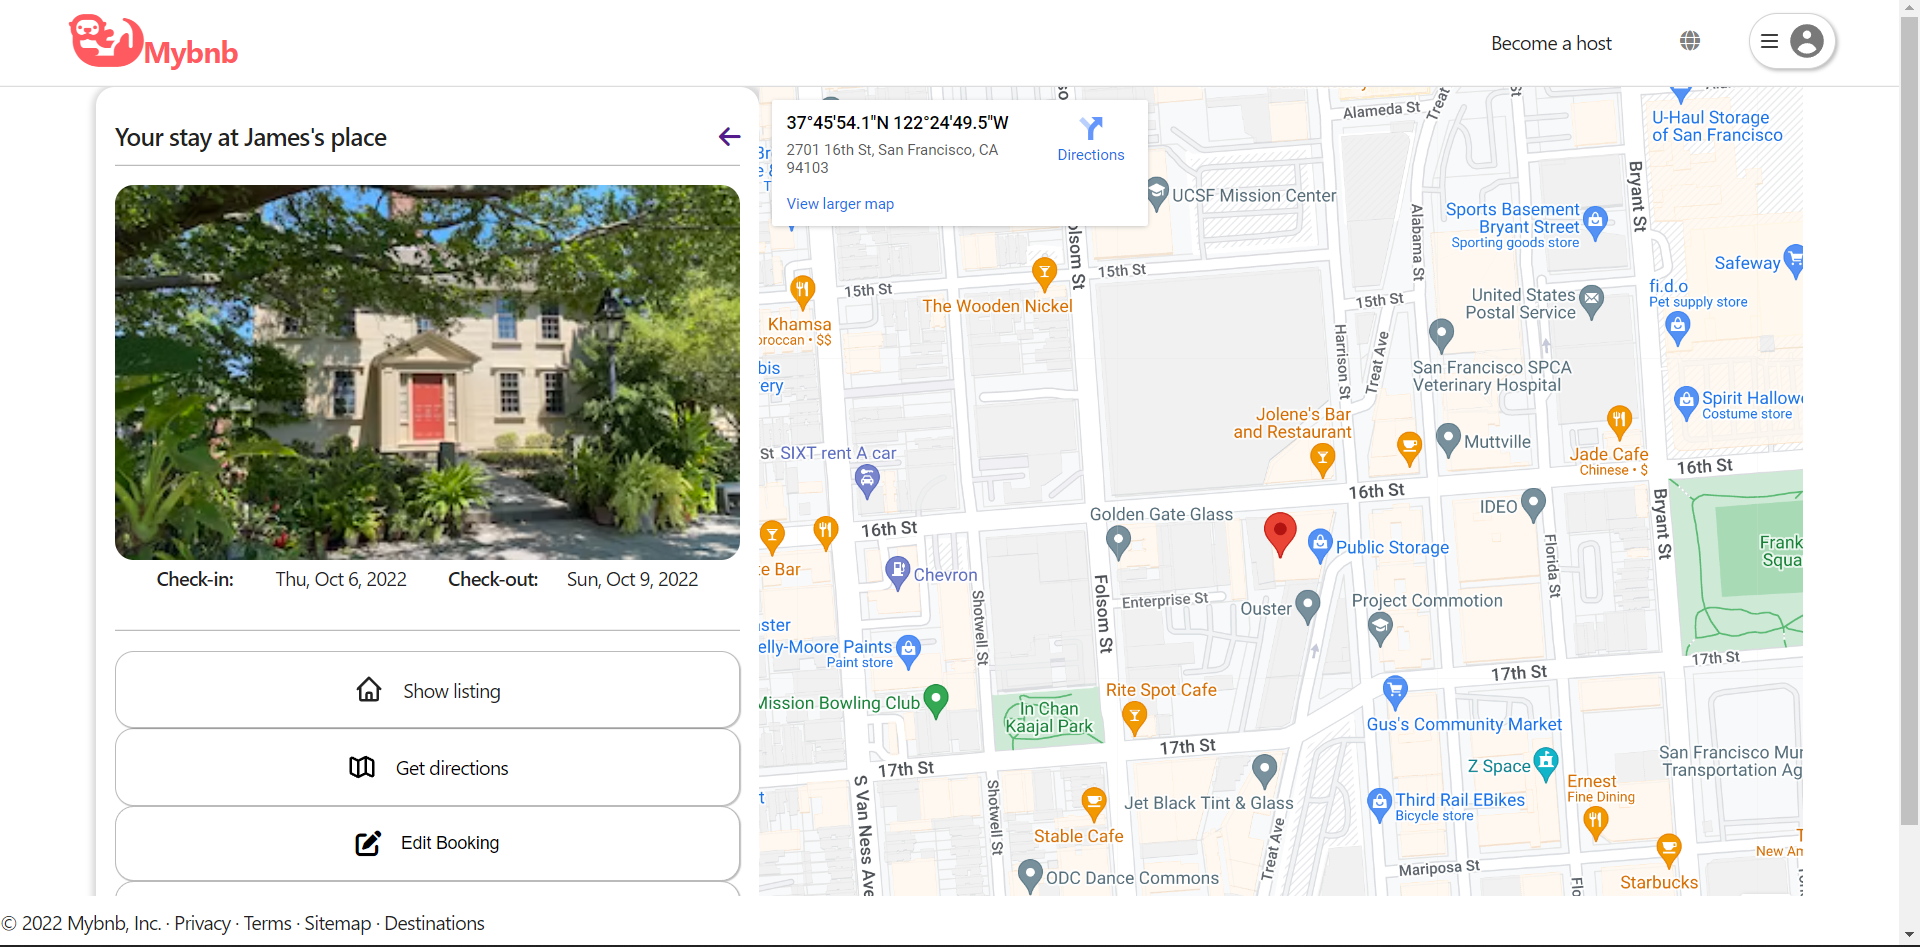 Mybnb
Become a host
Your stay at James's place
Check-in: Thu, Oct 6, 2022 Check-out: Sun, Oct 9, 2022
Show listing
Get directions
Edit Booking
37°45'54.1"N 122°24'49.5"W
2701 16th St, San Francisco, CA
94103
Directions
View larger map
Alameda St
Treat
U-Haul Storage
of San Francisco
UCSF Mission Center
Bryant St
Sports Basement
Bryant Street
Sporting goods store
Alabama St
olsom St
Safeway
15th St
15th St
The Wooden Nickel
Khamsa
oroccan • $$
15th St
United States
Postal Service
fi.d.o
Pet supply store
Harrison St
Treat Ave
San Francisco SPCA
Veterinary Hospital
bis
ery
Spirit Hallow
Costume store
Jolene's Bar
and Restaurant
Muttville
Jade Cafe
Chinese • $
St
SIXT rent A car
16th St
16th St
16th St
IDEO
Bryant St
Golden Gate Glass
Public Storage
Frank
Squa
te Bar
Chevron
Folsom St
Florida St
Enterprise St
Ouster
Project Commotion
Shotwell St
aster
elly-Moore Paints
Paint store
17th St
17th St
Mission Bowling Club
In Chan
Kaajal Park
Rite Spot Cafe
Gus's Community Market
17th St
17th St
S Van Ness Ave
Shotwell St
Z Space
San Francisco Mun
Transportation Ag
Ernest
Fine Dining
Jet Black Tint & Glass
Third Rail EBikes
Bicycle store
Stable Cafe
Treat Ave
New Am
Mariposa St
ODC Dance Commons
Starbucks
Flo
© 2022 Mybnb, Inc. · Privacy · Terms · Sitemap · Destinations